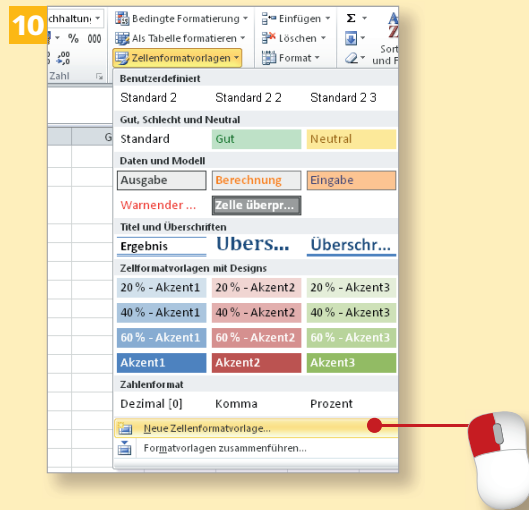 10
chhaltun
Bedingte Formatierung
Einfügen
Σ
% 000
Als Tabelle formatieren
Löschen
Zellenformatvorlagen
Format
Sort
und F
Zahl
G
Benutzerdefiniert
Standard 2 Standard 2 2 Standard 2 3
Gut, Schlecht und Neutral
Standard Gut Neutral
Daten und Modell
Ausgabe Berechnung Eingabe
Warnender ... Zelle überpr...
Titel und Überschriften
Ergebnis Übers... Überschr...
Zellformatvorlagen mit Designs
20 % - Akzent1 20 % - Akzent2 20 % - Akzent3
40 % - Akzent1 40 % - Akzent2 40 % - Akzent3
60 % - Akzent1 60 % - Akzent2 60 % - Akzent3
Akzent1 Akzent2 Akzent3
Zahlenformat
Dezimal [0] Komma Prozent
Neue Zellenformatvorlage...
Formatvorlagen zusammenführen...